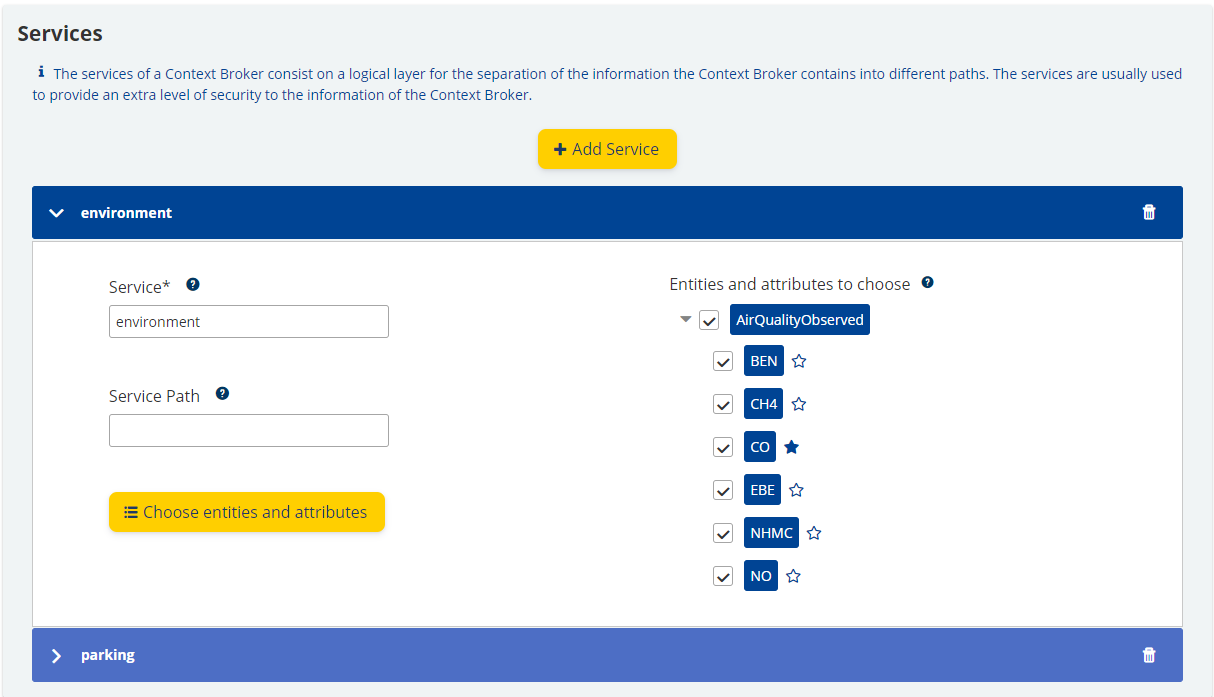 Services
The services of a Context Broker consist on a logical layer for the separation of the information the Context Broker contains into different paths. The services are usually used
to provide an extra level of security to the information of the Context Broker.
Add Service
environment
Service*
environment
Service Path
Choose entities and attributes
Entities and attributes to choose
AirQualityObserved
BEN
CH4
CO
EBE
NHMC
NO
parking